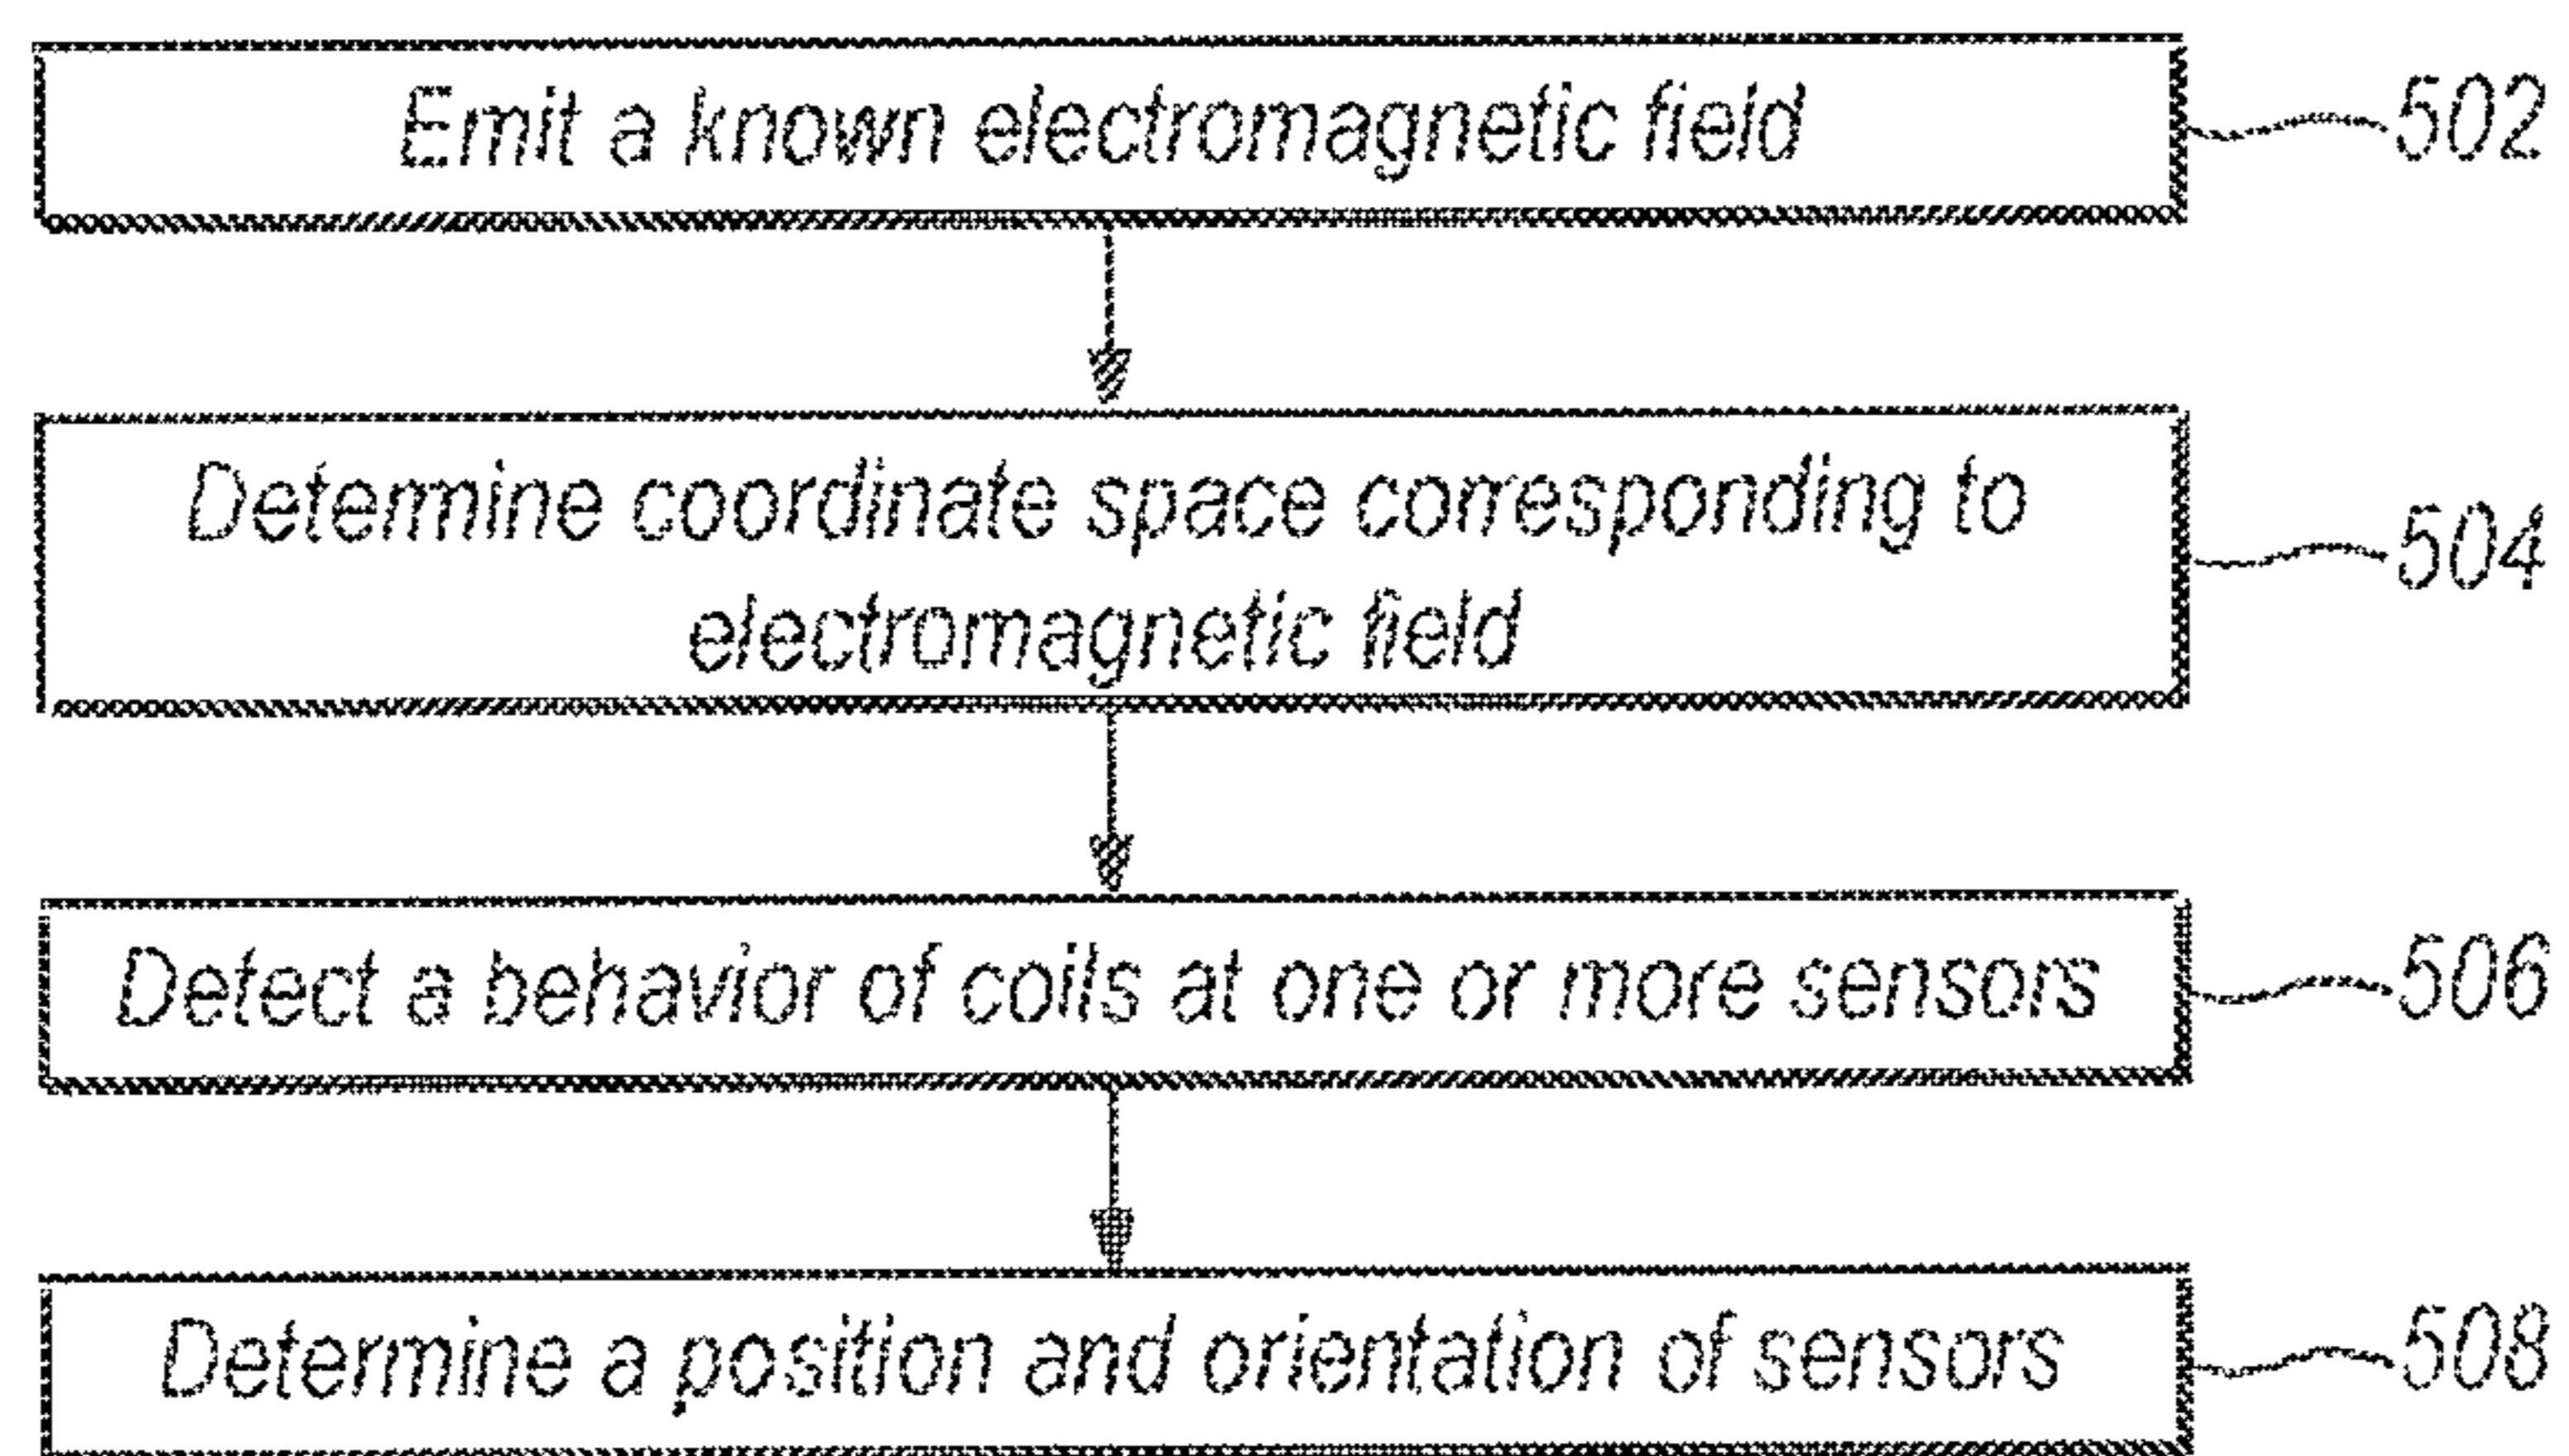 Emit a known electromagnetic field
502
Determine coordinate space corresponding to
electromagnetic field
504
Detect a behavior of coils at one or more sensors
506
Determine a position and orientation of sensors
508